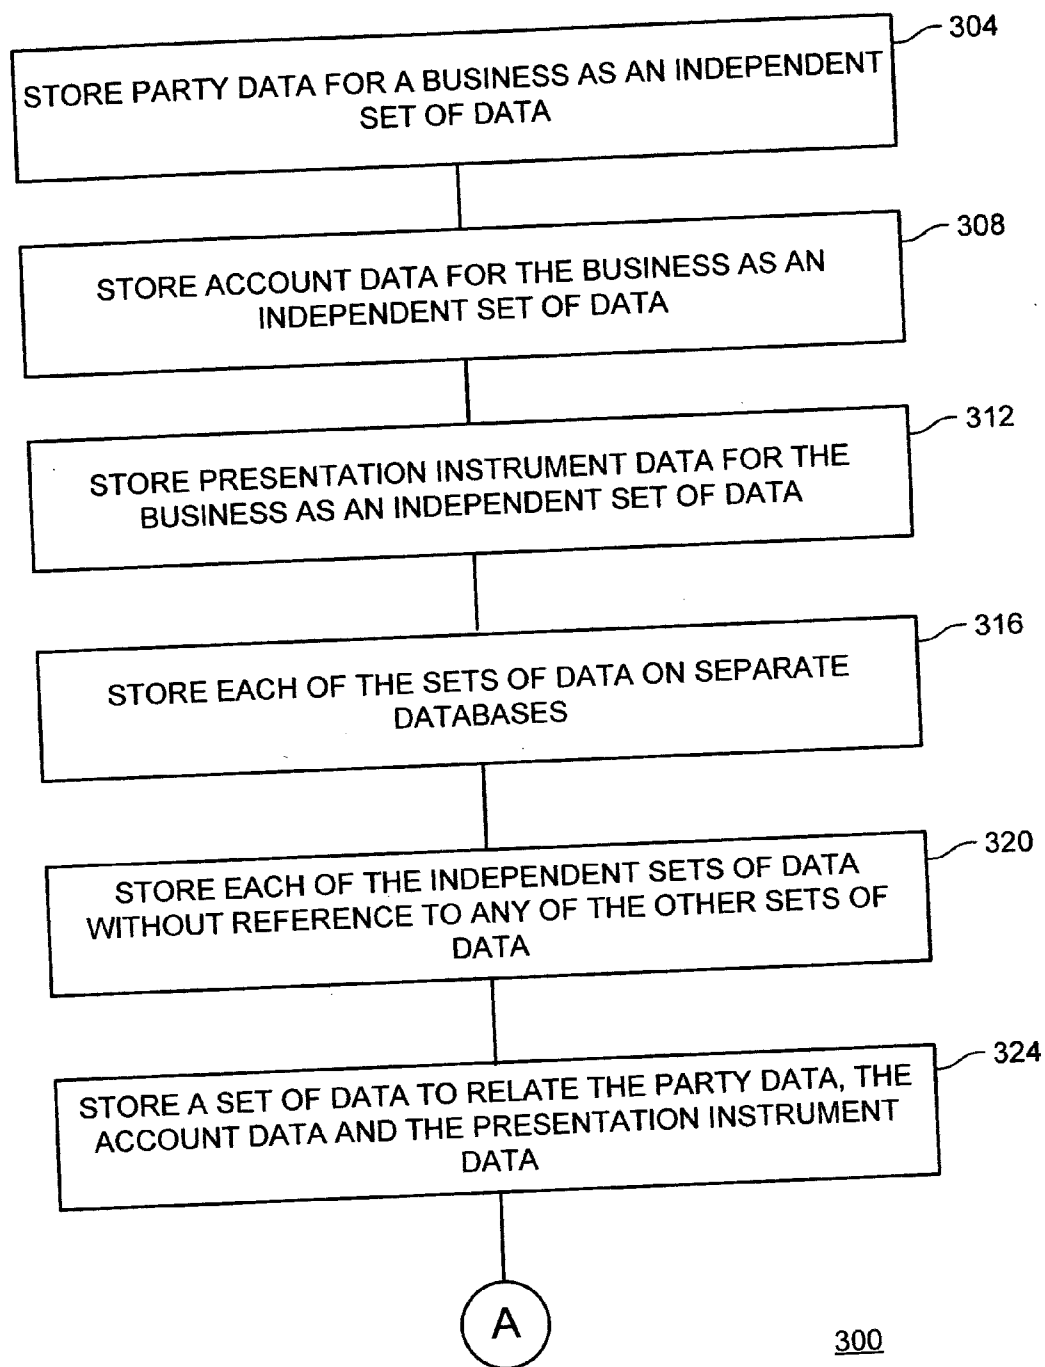 304
STORE PARTY DATA FOR A BUSINESS AS AN INDEPENDENT
SET OF DATA
308
STORE ACCOUNT DATA FOR THE BUSINESS AS AN
INDEPENDENT SET OF DATA
312
STORE PRESENTATION INSTRUMENT DATA FOR THE
BUSINESS AS AN INDEPENDENT SET OF DATA
316
STORE EACH OF THE SETS OF DATA ON SEPARATE
DATABASES
320
STORE EACH OF THE INDEPENDENT SETS OF DATA
WITHOUT REFERENCE TO ANY OF THE OTHER SETS OF
DATA
324
STORE A SET OF DATA TO RELATE THE PARTY DATA, THE
ACCOUNT DATA AND THE PRESENTATION INSTRUMENT
DATA
A
300